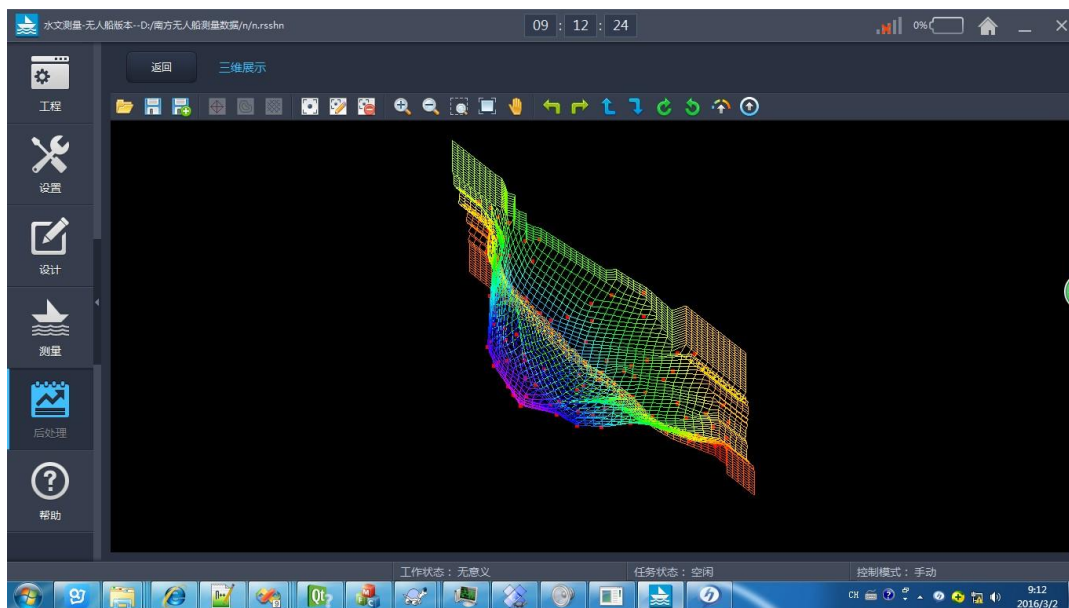 水文测量-无人船版本--D:/南方无人船测量数据/n/n.rsshn
09 : 12 : 24
0%
返回
三维展示
工程
设置
设计
测量
后处理
帮助
工作状态：无意义
任务状态：空闲
控制模式：手动
Qt
CH
9:12
2016/3/2